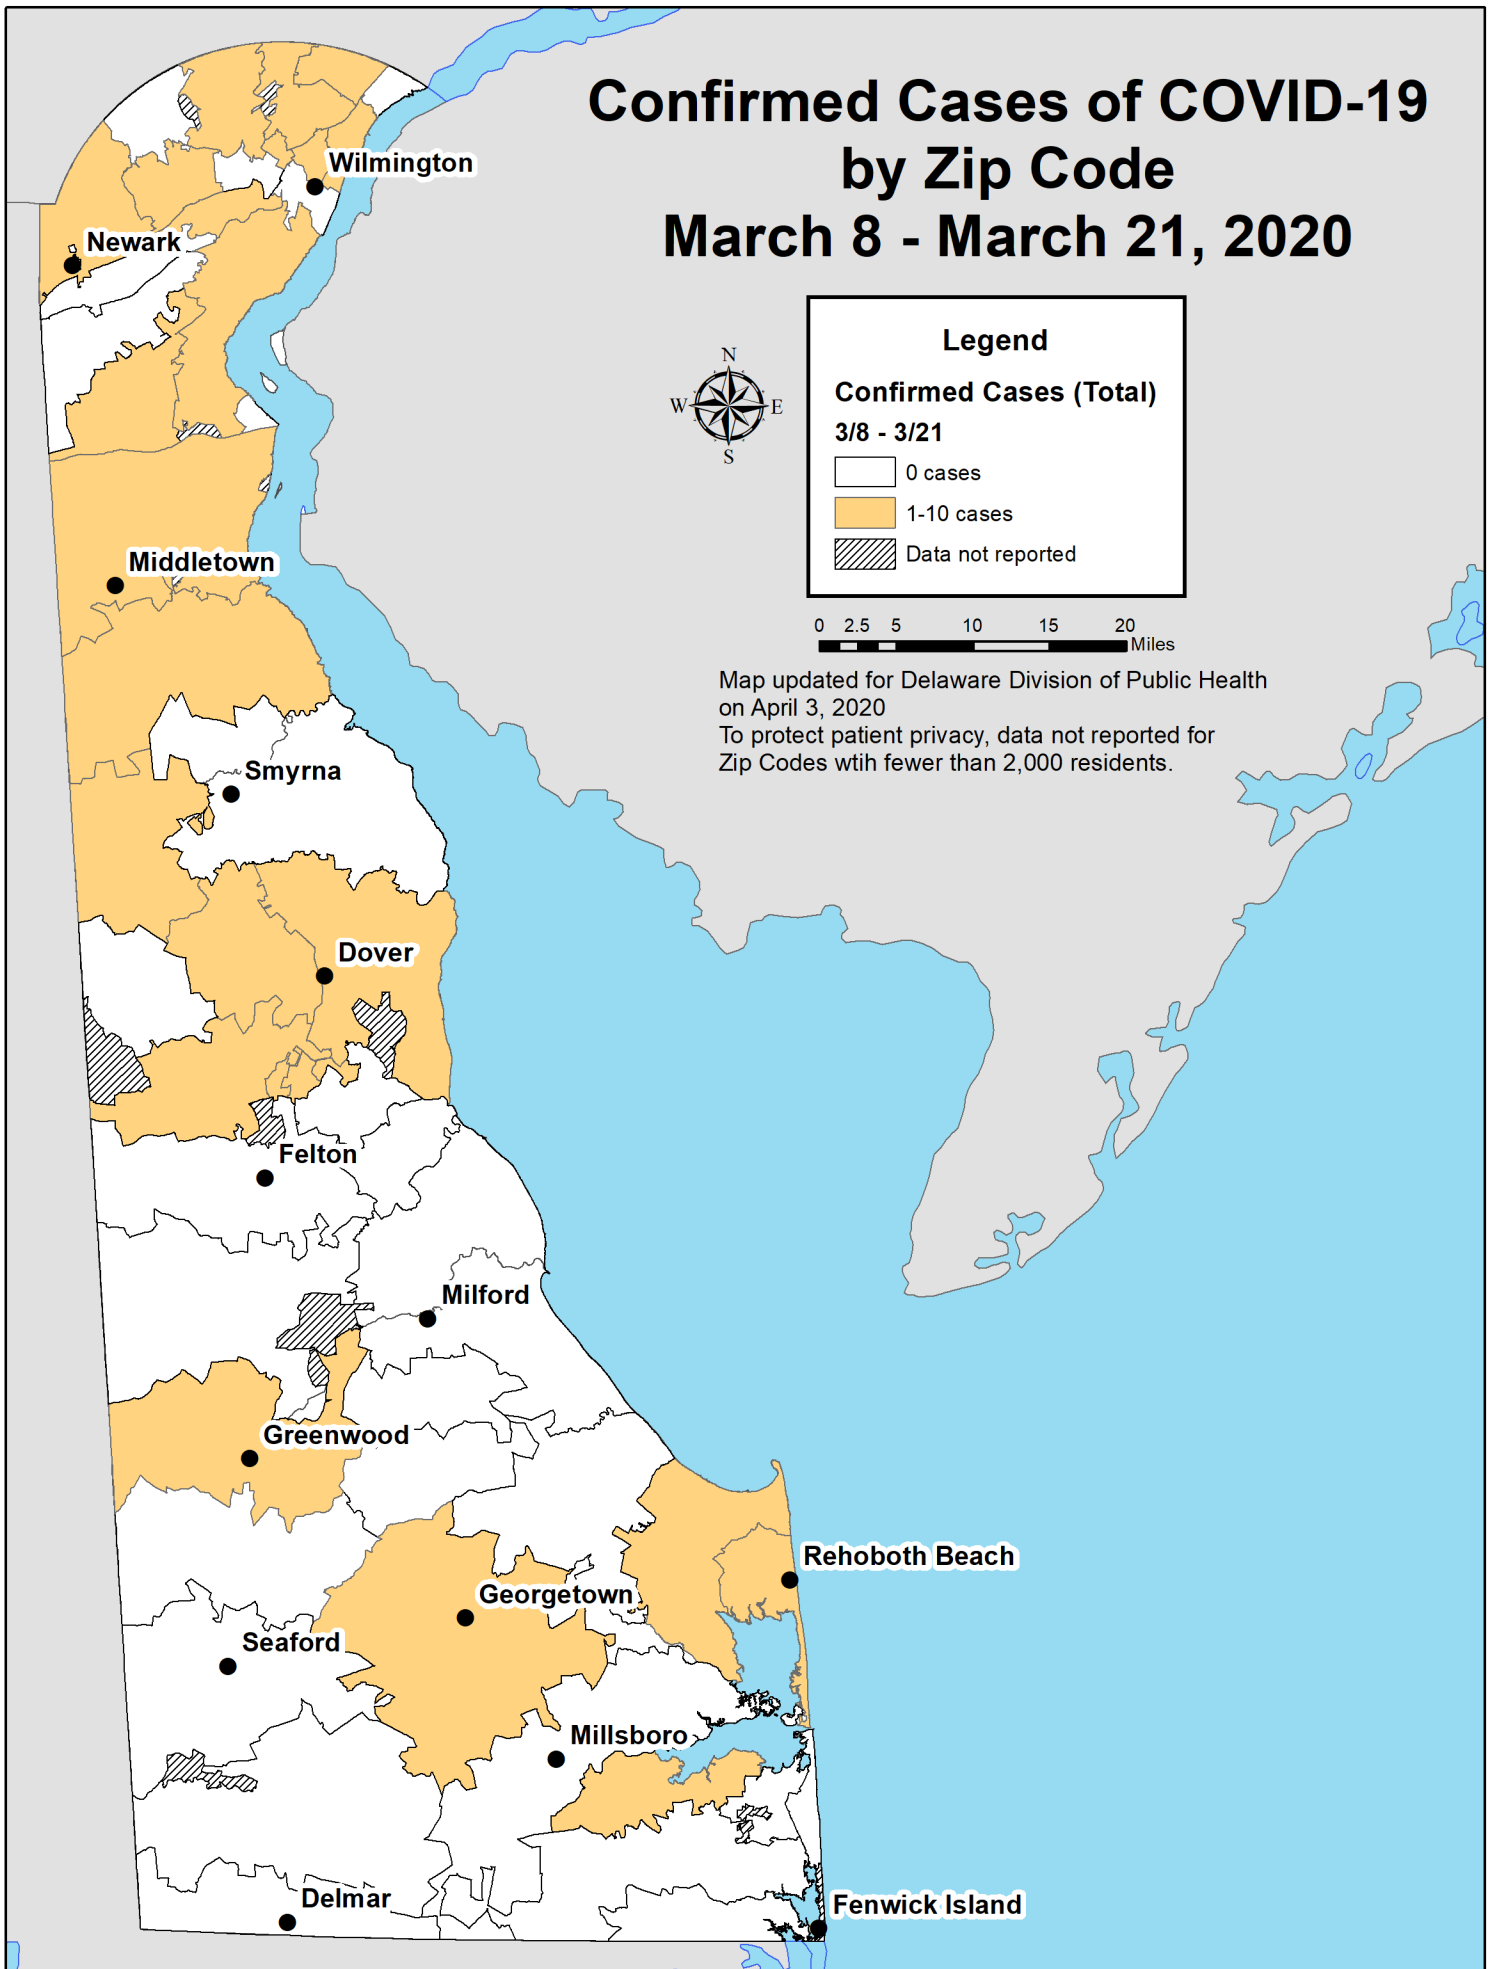 Confirmed Cases of COVID-19
by Zip Code
March 8 - March 21, 2020
Wilmington
Newark
Legend
Confirmed Cases (Total)
3/8 - 3/21
0 cases
1-10 cases
Data not reported
N
W
E
S
Middletown
0 2.5 5 10 15 20
Miles
Map updated for Delaware Division of Public Health
on April 3, 2020
To protect patient privacy, data not reported for
Zip Codes wtih fewer than 2,000 residents.
Smyrna
Dover
Felton
Milford
Greenwood
Rehoboth Beach
Georgetown
Seaford
Millsboro
Delmar
Fenwick Island